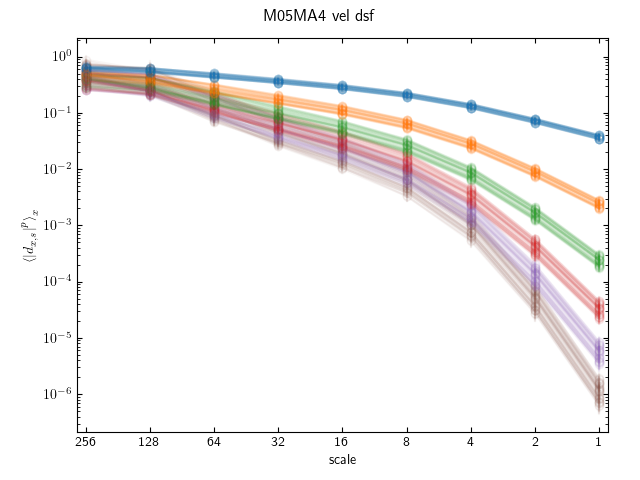 M05MA4 vel dsf
⟨|d_{x,s}|^p⟩_x
10^0
10^{-1}
10^{-2}
10^{-3}
10^{-4}
10^{-5}
10^{-6}
256 128 64 32 16 8 4 2 1
scale